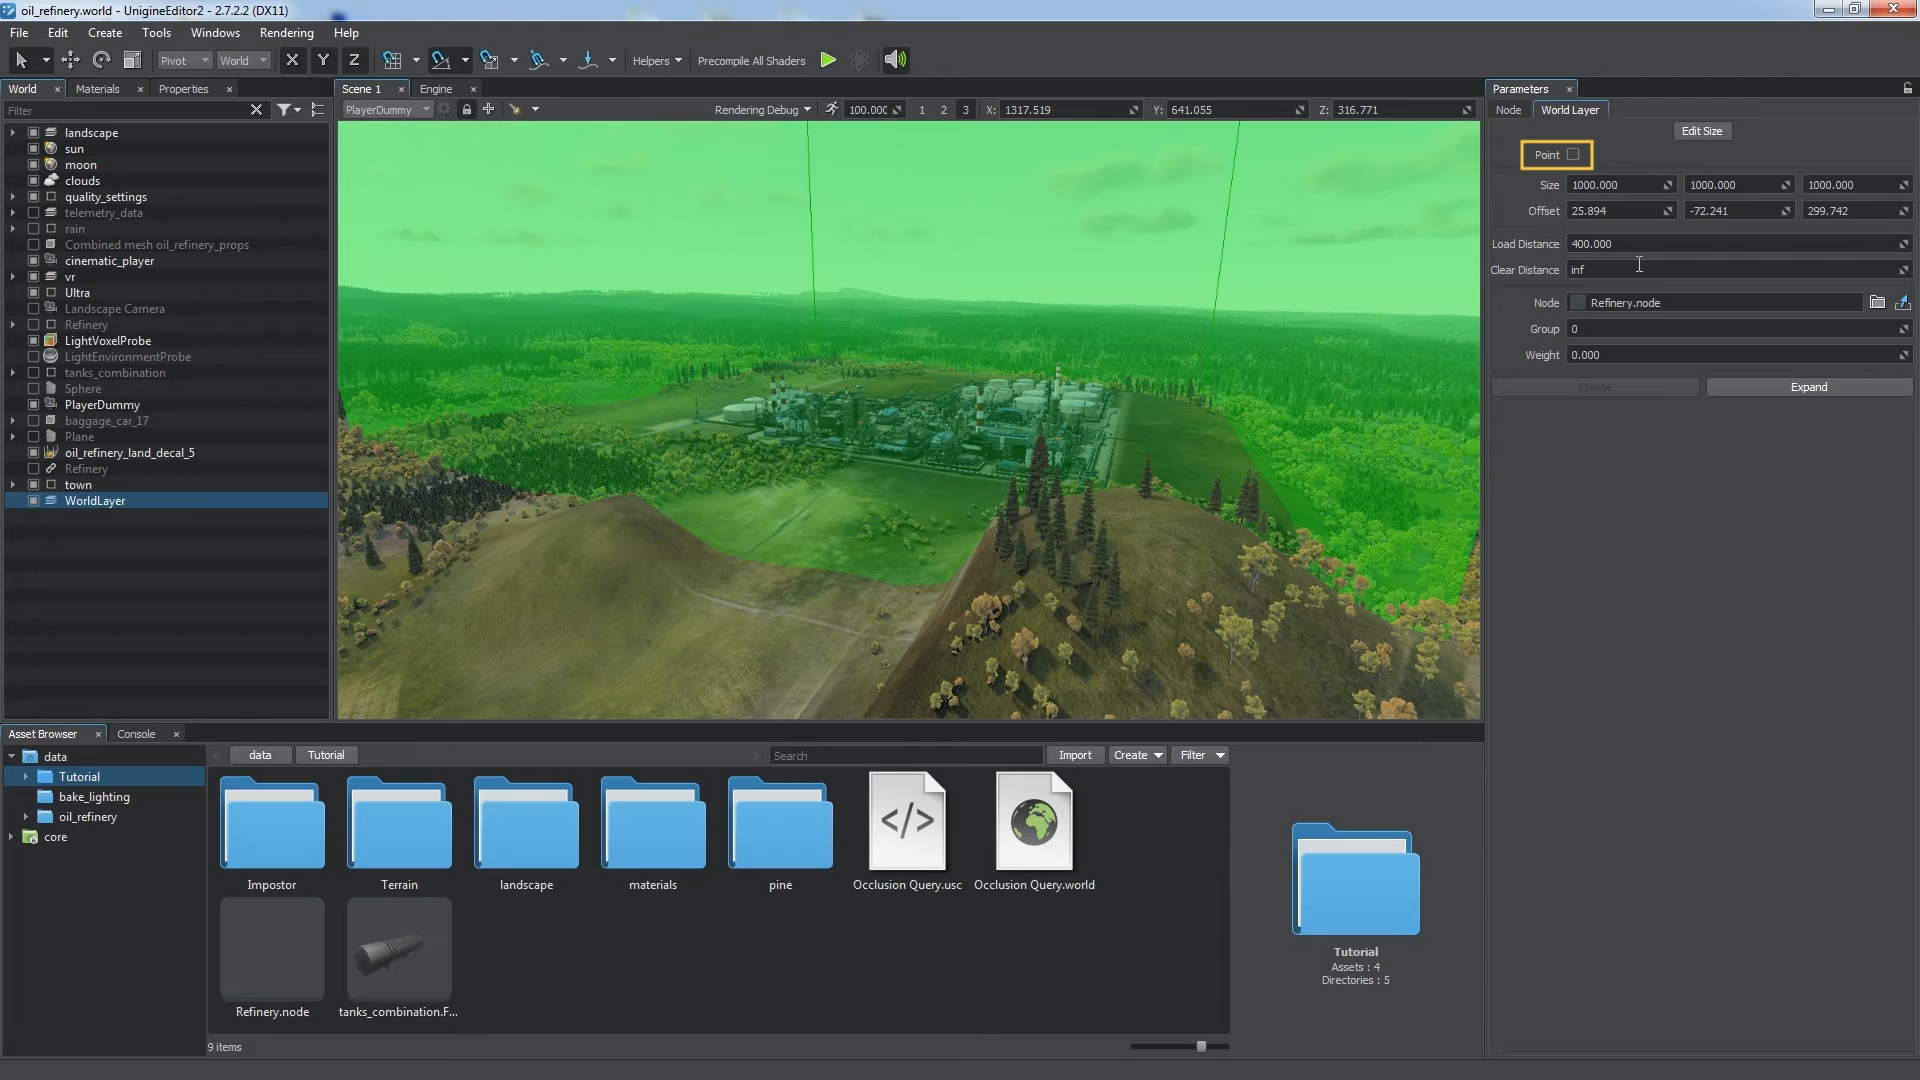 oil_refinery.world - UnigineEditor2 - 2.7.2.2 (DX11)
File Edit Create Tools Windows Rendering Help
Pivot World X Y Z Helpers Precompile All Shaders
World Materials Properties
Filter
landscape
sun
moon
clouds
quality_settings
telemetry_data
rain
Combined mesh oil_refinery_props
cinematic_player
vr
Ultra
Landscape Camera
Refinery
LightVoxelProbe
LightEnvironmentProbe
tanks_combination
Sphere
PlayerDummy
baggage_car_17
Plane
oil_refinery_land_decal_5
Refinery
town
WorldLayer
Scene 1 Engine
PlayerDummy Rendering Debug 100.000 1 2 3 X: 1317.519 Y: 641.055 Z: 316.771
Parameters
Node World Layer
Edit Size
Point
Size 1000.000 1000.000 1000.000
Offset 25.894 -72.241 299.742
Load Distance 400.000
Clear Distance inf
Node Refinery.node
Group 0
Weight 0.000
Create Expand
Asset Browser Console
data
Tutorial
bake_lighting
oil_refinery
core
data Tutorial Search Import Create Filter
Impostor Terrain landscape materials pine Occlusion Query.usc Occlusion Query.world
Refinery.node tanks_combination.F...
9 items
Tutorial
Assets : 4
Directories : 5